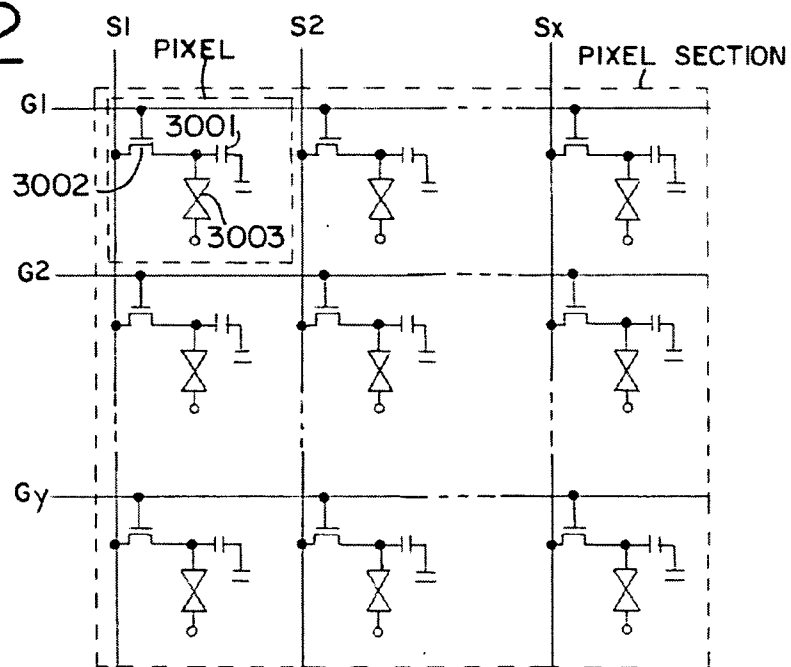 2
S1
S2
Sx
PIXEL
PIXEL SECTION
G1
3001
3002
3003
G2
Gy